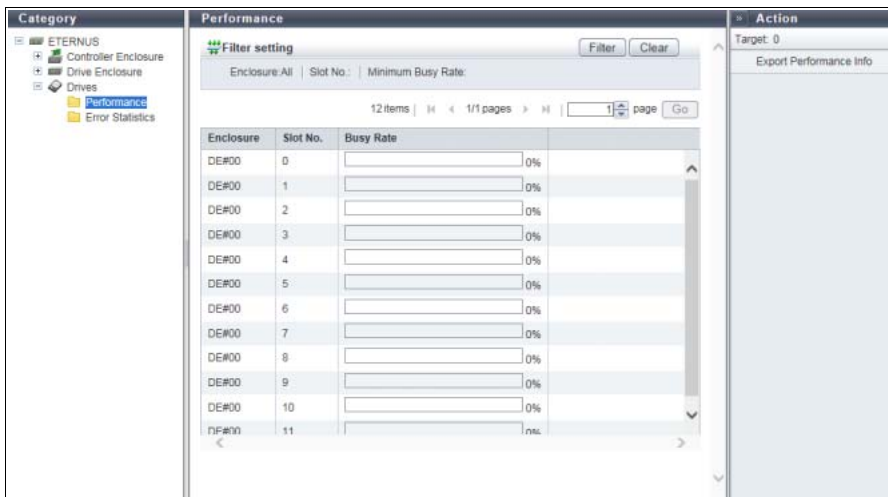 Category
ETERNUS
Controller Enclosure
Drive Enclosure
Drives
Performance
Error Statistics
Performance
Filter setting
Filter Clear
Enclosure:All | Slot No.: | Minimum Busy Rate:
12 items | 1/1 pages | 1 page Go
Enclosure Slot No. Busy Rate
DE#00 0 0%
DE#00 1 0%
DE#00 2 0%
DE#00 3 0%
DE#00 4 0%
DE#00 5 0%
DE#00 6 0%
DE#00 7 0%
DE#00 8 0%
DE#00 9 0%
DE#00 10 0%
DE#00 11 0%
» Action
Target: 0
Export Performance Info